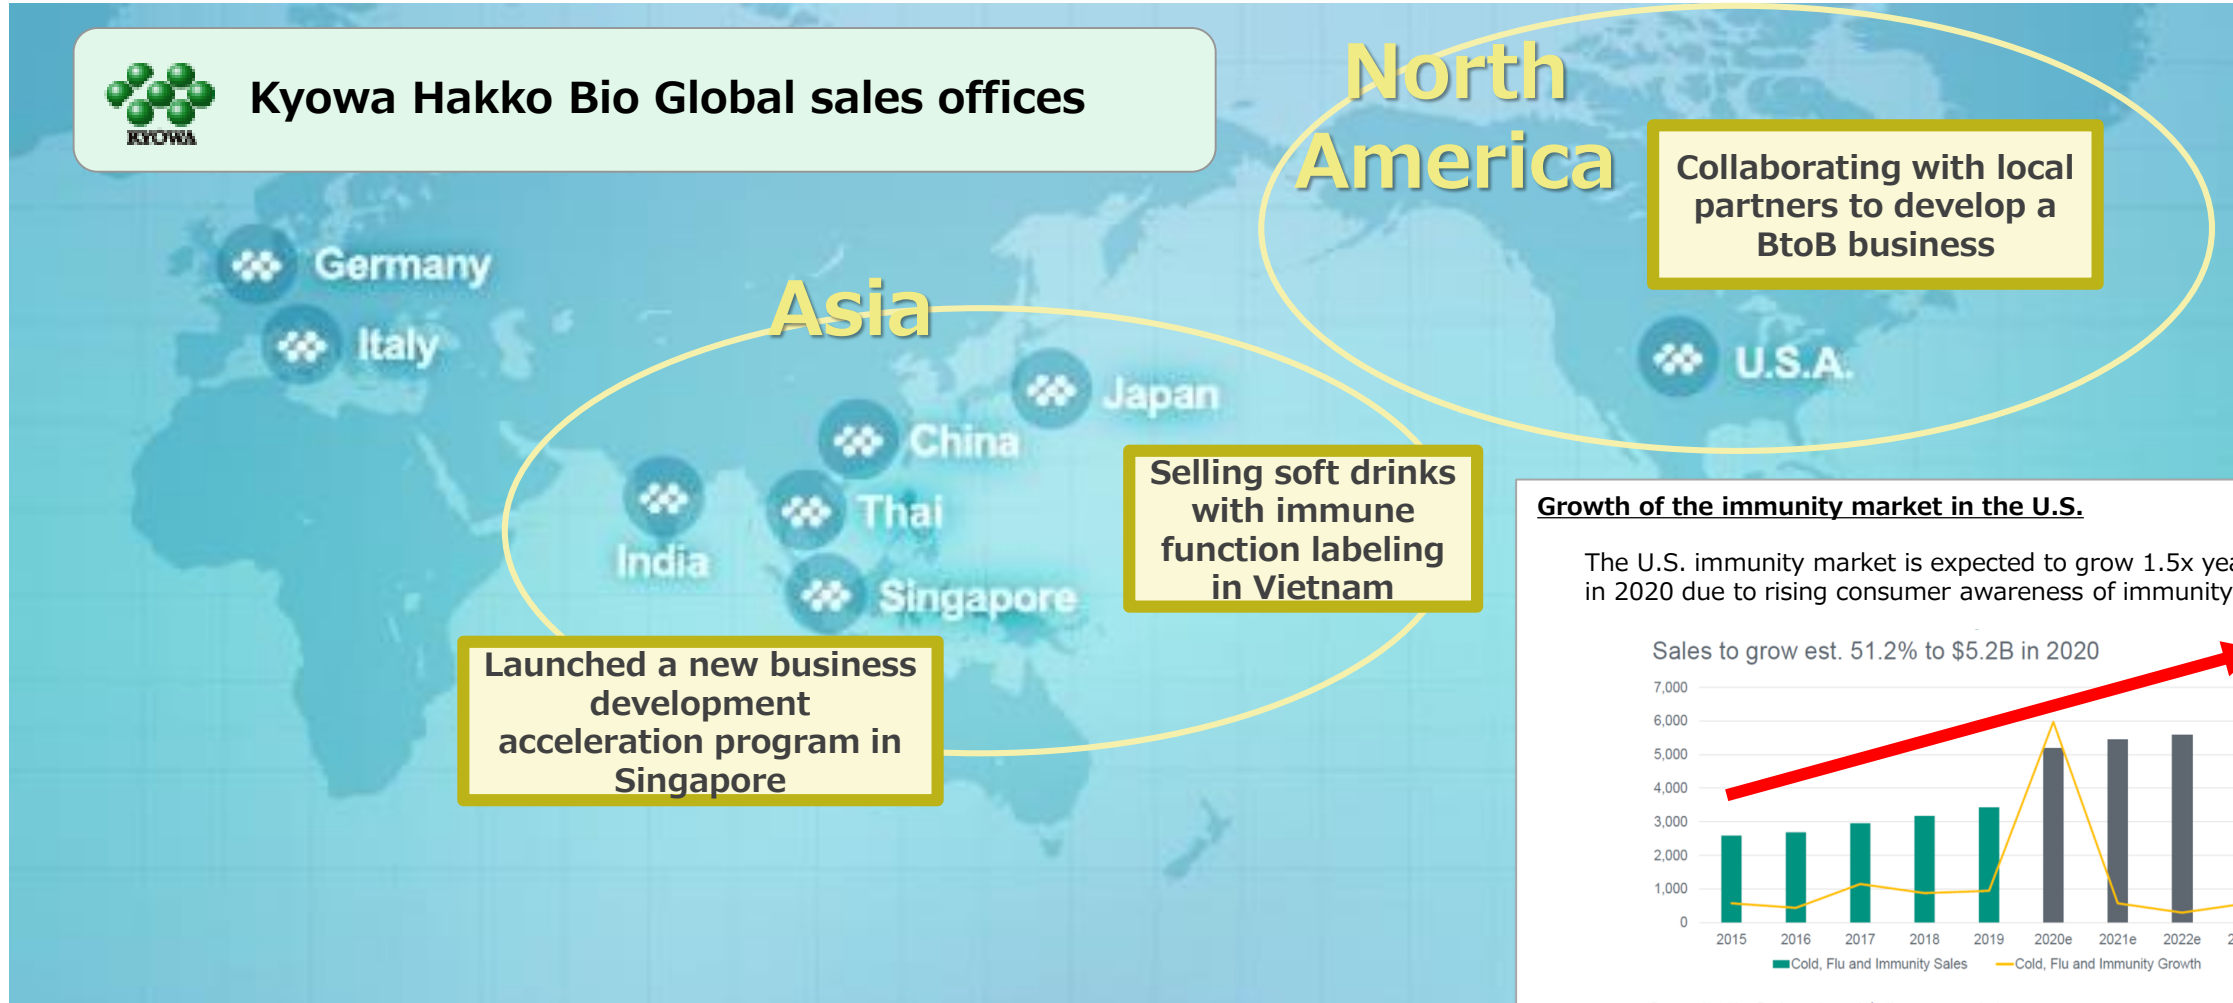 KYOWA
Kyowa Hakko Bio Global sales offices
North
America
Collaborating with local
partners to develop a
BtoB business
Germany
Italy
Asia
Japan
China
India
Thai
Singapore
U.S.A.
Selling soft drinks
with immune
function labeling
in Vietnam
Launched a new business
development
acceleration program in
Singapore
Growth of the immunity market in the U.S.
The U.S. immunity market is expected to grow 1.5x
in 2020 due to rising consumer awareness of immunity
Sales to grow est. 51.2% to $5.2B in 2020
7,000
6,000
5,000
4,000
3,000
2,000
1,000
0
2015 2016 2017 2018 2019 2020e 2021e 2022e
Cold, Flu and Immunity Sales Cold, Flu and Immunity Growth